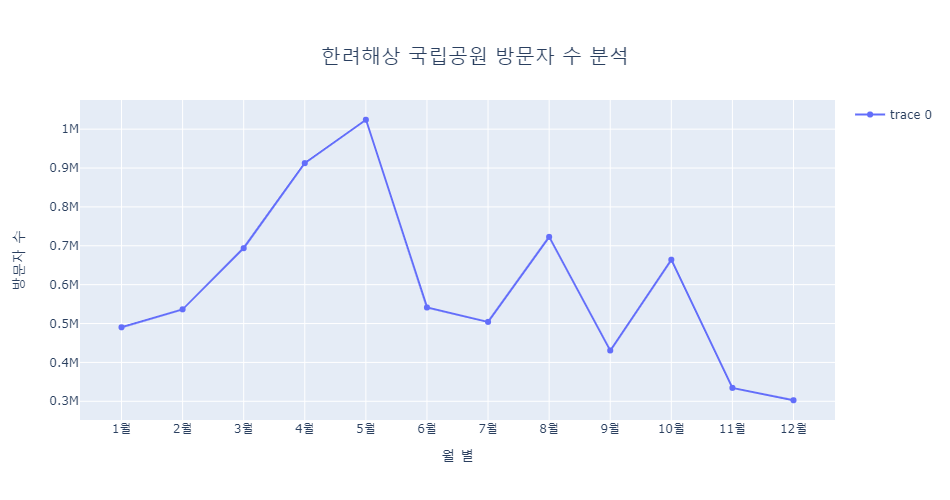 한려해상 국립공원 방문자 수 분석
trace 0
1M
0.9M
0.8M
0.7M
0.6M
0.5M
0.4M
0.3M
방문자 수
1월 2월 3월 4월 5월 6월 7월 8월 9월 10월 11월 12월
월 별